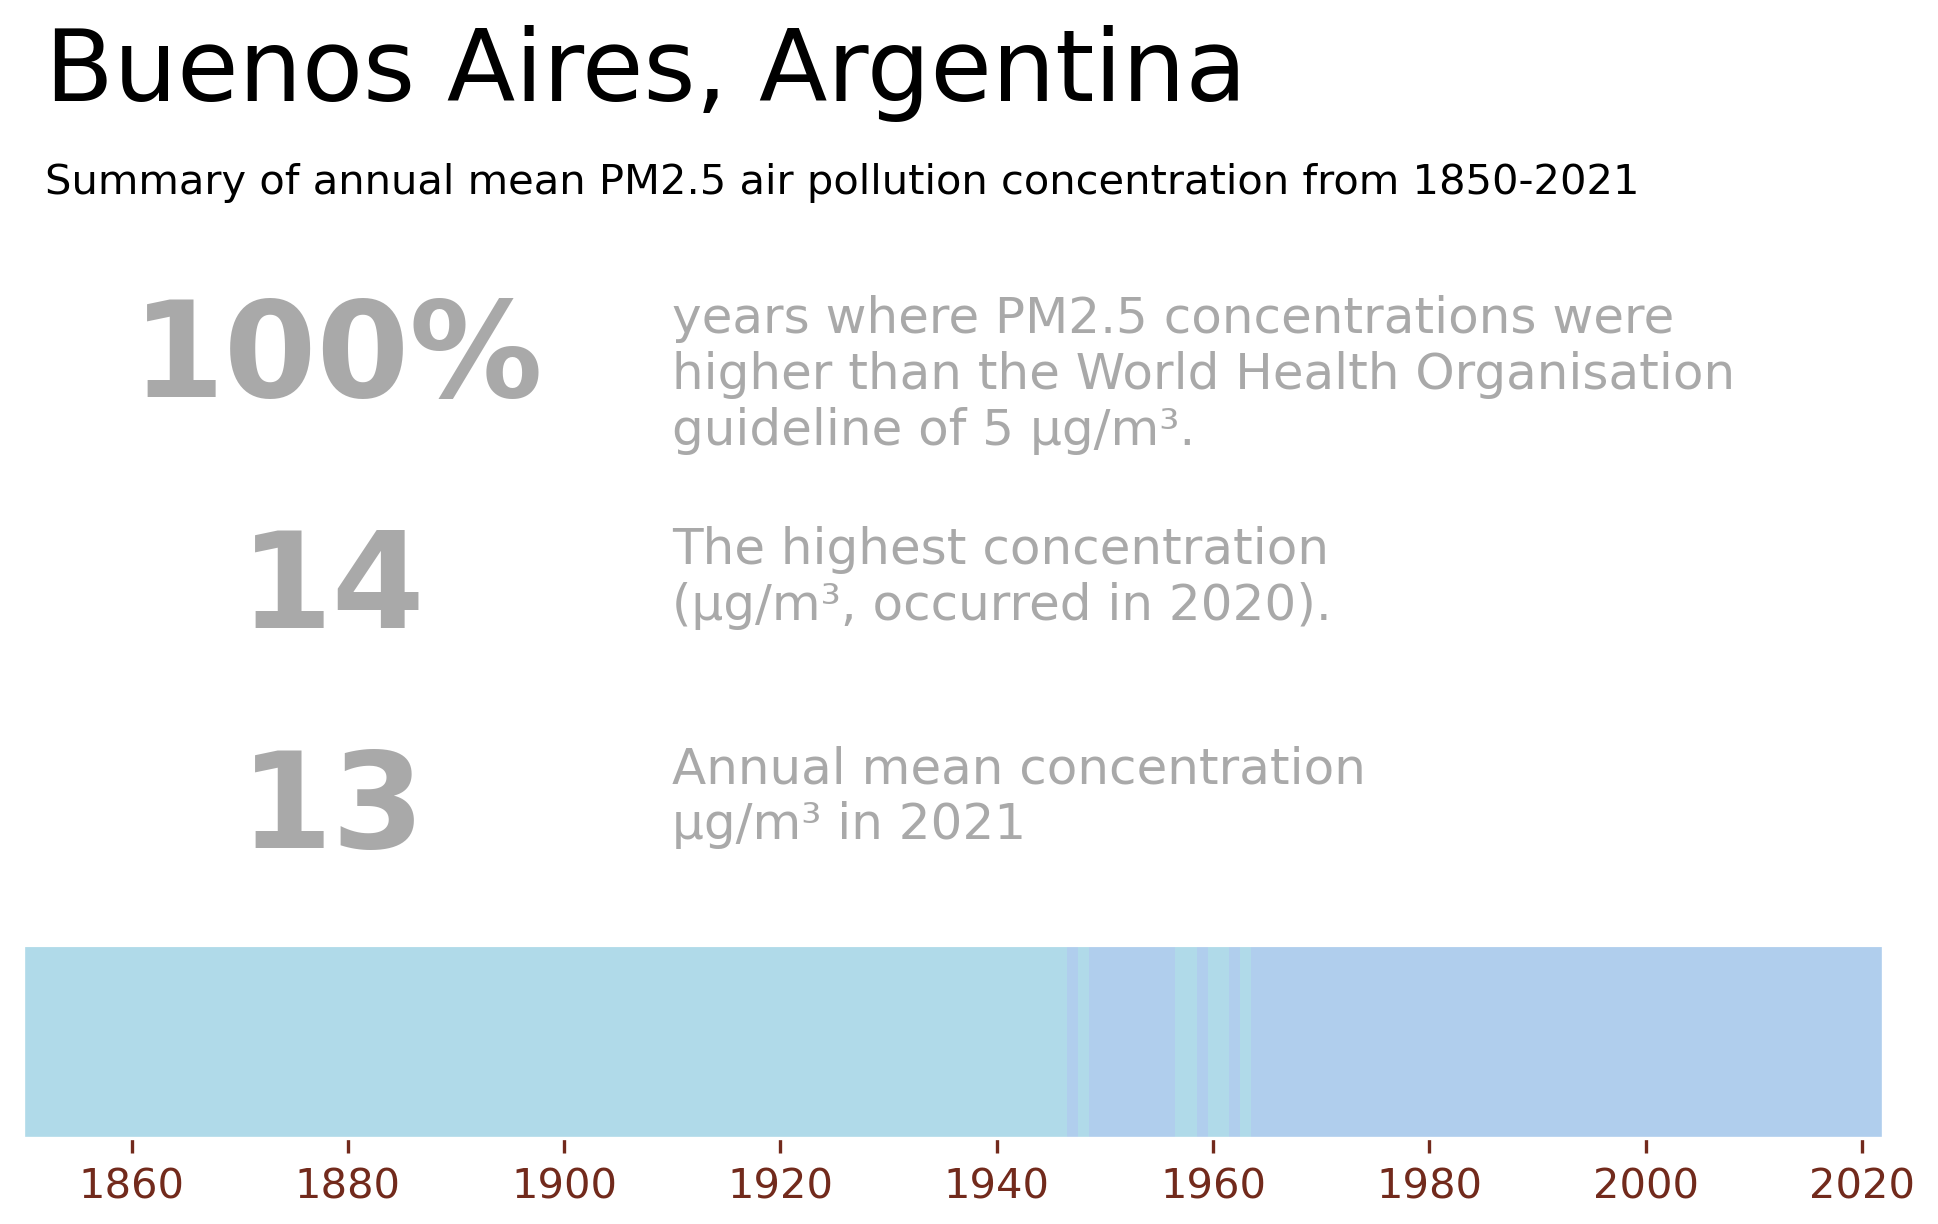 Buenos Aires, Argentina
Summary of annual mean PM2.5 air pollution concentration from 1850-2021
100%
years where PM2.5 concentrations were
higher than the World Health Organisation
guideline of 5 μg/m³.
14
The highest concentration
(μg/m³, occurred in 2020).
13
Annual mean concentration
μg/m³ in 2021
1860 1880 1900 1920 1940 1960 1980 2000 2020